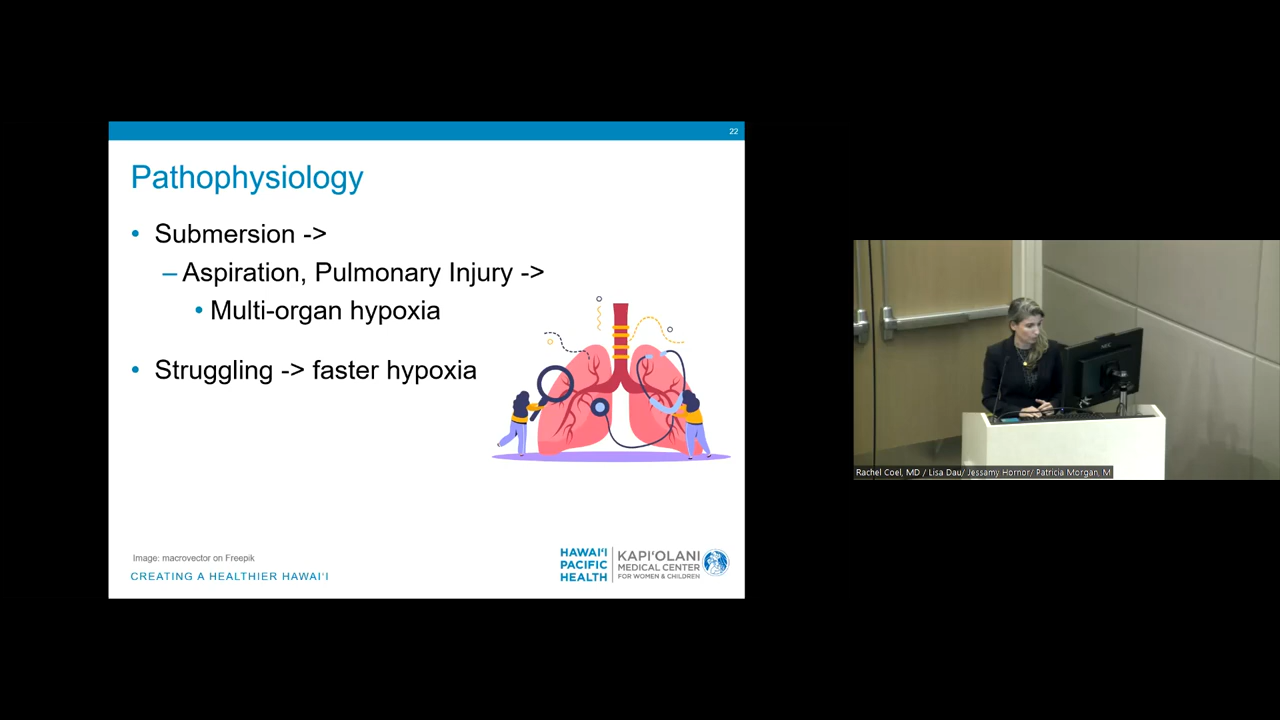 22
Pathophysiology
• Submersion ->
– Aspiration, Pulmonary Injury ->
• Multi-organ hypoxia
• Struggling -> faster hypoxia
Image: macrovector on Freepik
CREATING A HEALTHIER HAWAI‘I
HAWAI‘I
PACIFIC
HEALTH
KAPI‘OLANI
MEDICAL CENTER
FOR WOMEN & CHILDREN
Rachel Coel, MD / Lisa Dau/ Jessamy Hornor/ Patricia Morgan, M